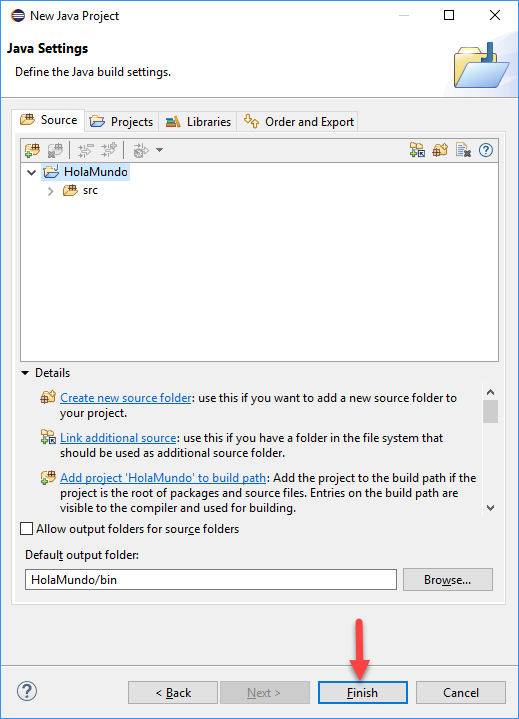 New Java Project
Java Settings
Define the Java build settings.
Source Projects Libraries Order and Export
HolaMundo
src
Details
Create new source folder: use this if you want to add a new source folder to
your project.
Link additional source: use this if you have a folder in the file system that
should be used as additional source folder.
Add project 'HolaMundo' to build path: Add the project to the build path if the
project is the root of packages and source files. Entries on the build path are
visible to the compiler and used for building.
Allow output folders for source folders
Default output folder:
HolaMundo/bin
Browse...
< Back
Next >
Finish
Cancel